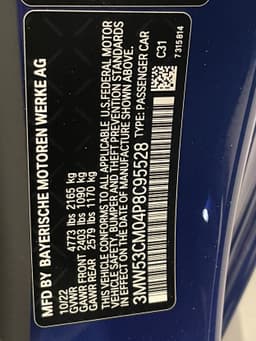 MFD BY BAYERISCHE MOTOREN WERKE AG
10/22
GVWR 4773 lbs 2165 kg
GAWR FRONT 2403 lbs 1090 kg
GAWR REAR 2579 lbs 1170 kg
THIS VEHICLE CONFORMS TO ALL APPLICABLE U.S.FEDERAL MOTOR
VEHICLE SAFETY, BUMPER AND THEFT PREVENTION STANDARDS
IN EFFECT ON THE DATE OF MANUFACTURE SHOWN ABOVE.
3MW53CM04P8C95528 TYPE: PASSENGER CAR
C31
7 315 814